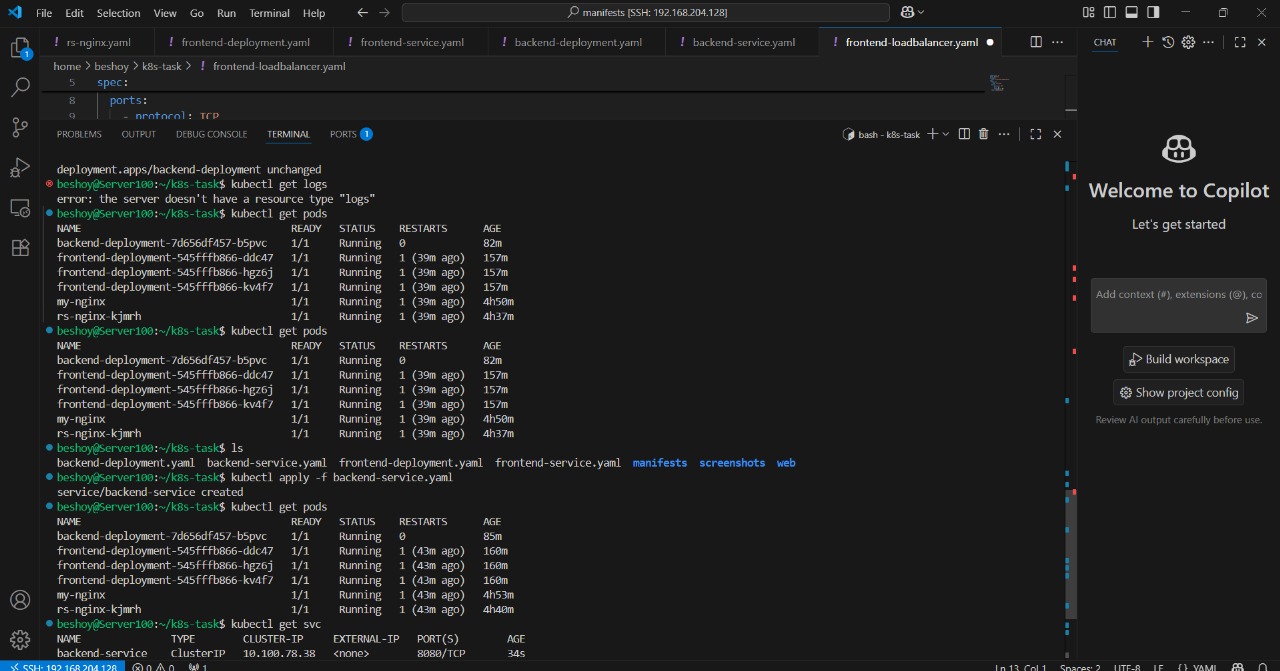 File Edit Selection View Go Run Terminal Help manifests [SSH: 192.168.204.128]
rs-nginx.yaml frontend-deployment.yaml frontend-service.yaml backend-deployment.yaml backend-service.yaml frontend-loadbalancer.yaml CHAT
home > beshoy > k8s-task > ! frontend-loadbalancer.yaml
5 spec:
8 ports:
9 - protocol: TCP
PROBLEMS OUTPUT DEBUG CONSOLE TERMINAL PORTS 1 bash - k8s-task
deployment.apps/backend-deployment unchanged
beshoy@Server100:~/k8s-task$ kubectl get logs
error: the server doesn't have a resource type "logs"
beshoy@Server100:~/k8s-task$ kubectl get pods
NAME READY STATUS RESTARTS AGE
backend-deployment-7d656df457-b5pvc 1/1 Running 0 82m
frontend-deployment-545fffb866-ddc47 1/1 Running 1 (39m ago) 157m
frontend-deployment-545fffb866-hgz6j 1/1 Running 1 (39m ago) 157m
frontend-deployment-545fffb866-kv4f7 1/1 Running 1 (39m ago) 157m
my-nginx 1/1 Running 1 (39m ago) 4h50m
rs-nginx-kjmrh 1/1 Running 1 (39m ago) 4h37m
beshoy@Server100:~/k8s-task$ kubectl get pods
NAME READY STATUS RESTARTS AGE
backend-deployment-7d656df457-b5pvc 1/1 Running 0 82m
frontend-deployment-545fffb866-ddc47 1/1 Running 1 (39m ago) 157m
frontend-deployment-545fffb866-hgz6j 1/1 Running 1 (39m ago) 157m
frontend-deployment-545fffb866-kv4f7 1/1 Running 1 (39m ago) 157m
my-nginx 1/1 Running 1 (39m ago) 4h50m
rs-nginx-kjmrh 1/1 Running 1 (39m ago) 4h37m
beshoy@Server100:~/k8s-task$ ls
backend-deployment.yaml backend-service.yaml frontend-deployment.yaml frontend-service.yaml manifests screenshots web
beshoy@Server100:~/k8s-task$ kubectl apply -f backend-service.yaml
service/backend-service created
beshoy@Server100:~/k8s-task$ kubectl get pods
NAME READY STATUS RESTARTS AGE
backend-deployment-7d656df457-b5pvc 1/1 Running 0 85m
frontend-deployment-545fffb866-ddc47 1/1 Running 1 (43m ago) 160m
frontend-deployment-545fffb866-hgz6j 1/1 Running 1 (43m ago) 160m
frontend-deployment-545fffb866-kv4f7 1/1 Running 1 (43m ago) 160m
my-nginx 1/1 Running 1 (43m ago) 4h53m
rs-nginx-kjmrh 1/1 Running 1 (43m ago) 4h40m
beshoy@Server100:~/k8s-task$ kubectl get svc
NAME TYPE CLUSTER-IP EXTERNAL-IP PORT(S) AGE
backend-service ClusterIP 10.100.78.38 <none> 8080/TCP 34s
Welcome to Copilot
Let's get started
Add context (#), extensions (@), co
Build workspace
Show project config
Review AI output carefully before use.
SSH: 192.168.204.128 0 0 1 Ln 13, Col 1 Spaces: 2 UTF-8 LF {} YAML